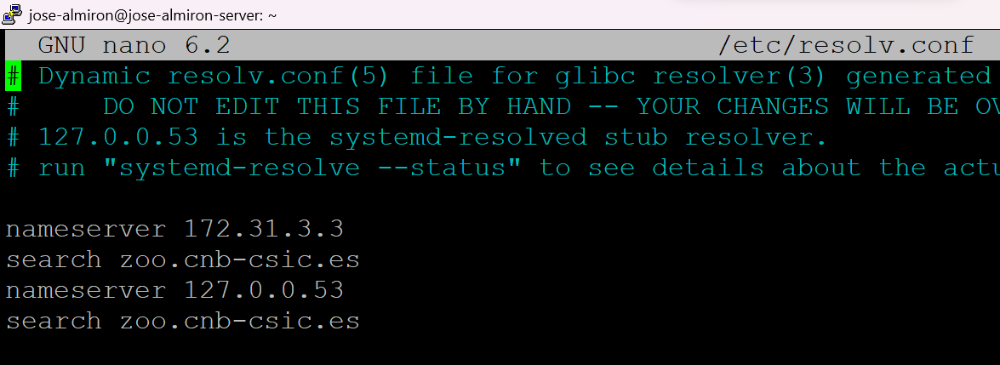 jose-almiron@jose-almiron-server: ~
GNU nano 6.2 /etc/resolv.conf
# Dynamic resolv.conf(5) file for glibc resolver(3) generated
# DO NOT EDIT THIS FILE BY HAND -- YOUR CHANGES WILL BE OV
# 127.0.0.53 is the systemd-resolved stub resolver.
# run "systemd-resolve --status" to see details about the actu
nameserver 172.31.3.3
search zoo.cnb-csic.es
nameserver 127.0.0.53
search zoo.cnb-csic.es